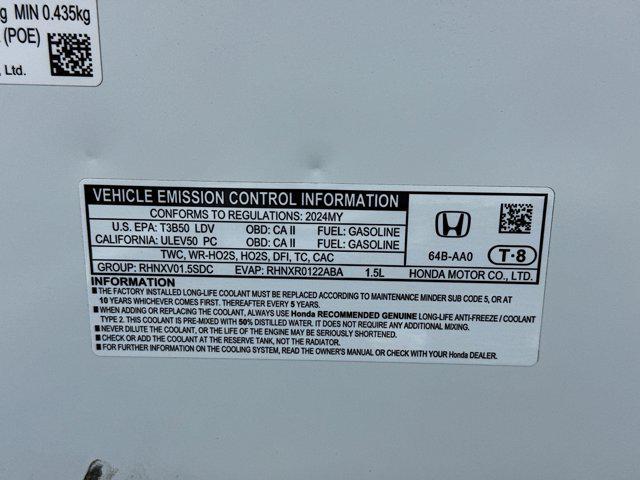 g MIN 0.435kg
(POE)
, Ltd.
VEHICLE EMISSION CONTROL INFORMATION
CONFORMS TO REGULATIONS: 2024MY
U.S. EPA: T3B50 LDV OBD: CA II FUEL: GASOLINE
CALIFORNIA: ULEV50 PC OBD: CA II FUEL: GASOLINE
TWC, WR-HO2S, HO2S, DFI, TC, CAC
GROUP: RHNXV01.5SDC EVAP: RHNXR0122ABA 1.5L
64B-AA0 T·8
HONDA MOTOR CO., LTD.
INFORMATION
■ THE FACTORY INSTALLED LONG-LIFE COOLANT MUST BE REPLACED ACCORDING TO MAINTENANCE MINDER SUB CODE 5, OR AT
10 YEARS WHICHEVER COMES FIRST. THEREAFTER EVERY 5 YEARS.
■ WHEN ADDING OR REPLACING THE COOLANT, ALWAYS USE Honda RECOMMENDED GENUINE LONG-LIFE ANTI-FREEZE / COOLANT
TYPE 2. THIS COOLANT IS PRE-MIXED WITH 50% DISTILLED WATER. IT DOES NOT REQUIRE ANY ADDITIONAL MIXING.
■ NEVER DILUTE THE COOLANT, OR THE LIFE OF THE ENGINE MAY BE SERIOUSLY SHORTENED.
■ CHECK OR ADD THE COOLANT AT THE RESERVE TANK, NOT THE RADIATOR.
■ FOR FURTHER INFORMATION ON THE COOLING SYSTEM, READ THE OWNER'S MANUAL OR CHECK WITH YOUR Honda DEALER.